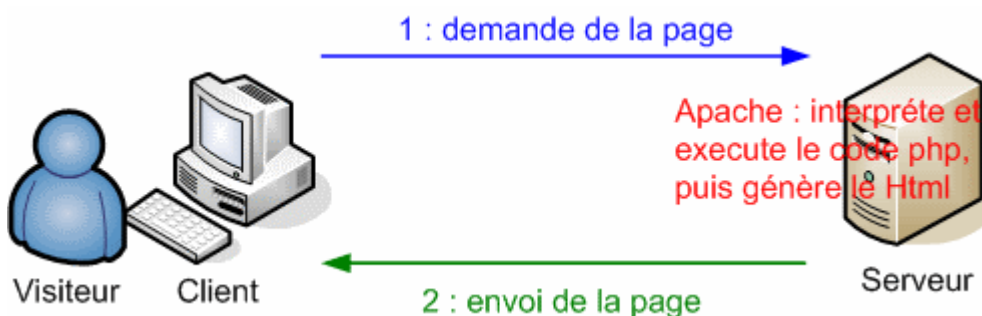 1 : demande de la page
Apache : interpréte et
execute le code php,
puis génère le Html
Visiteur
Client
Serveur
2 : envoi de la page